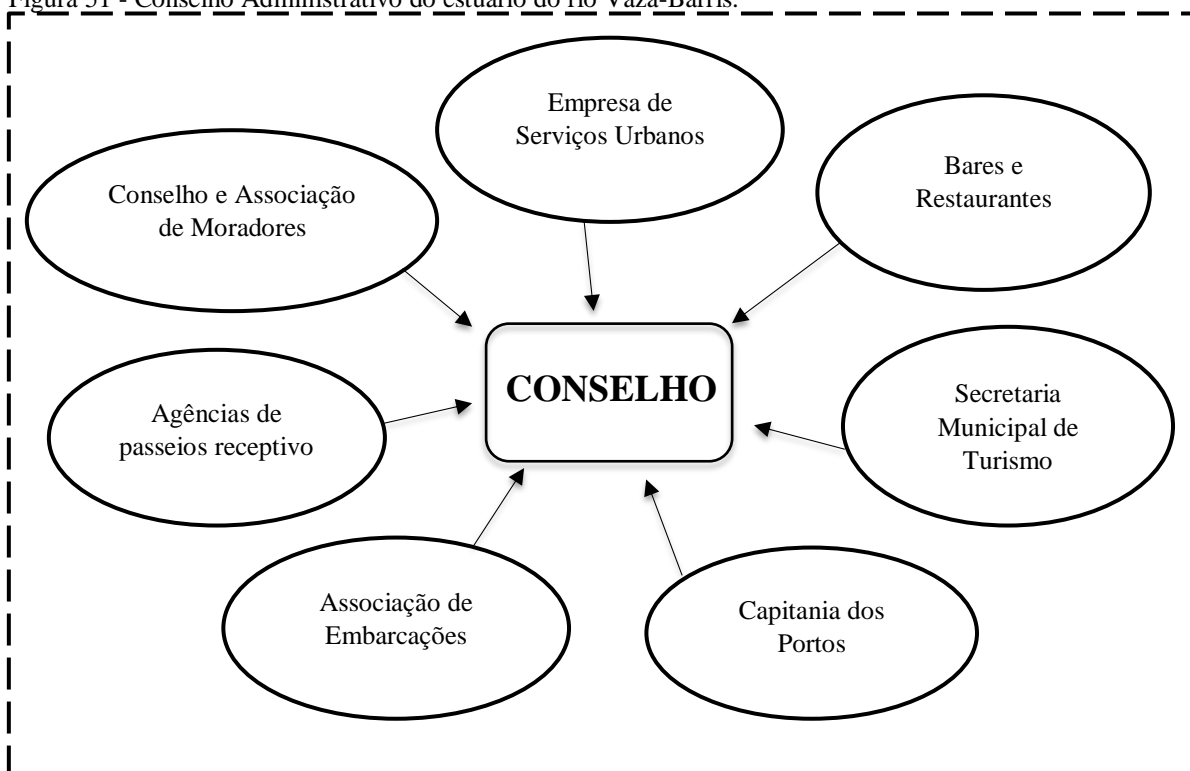 Figura 51 - Conselho Administrativo do estuário do rio Vaza-Barris.
Empresa de
Serviços Urbanos
Bares e
Restaurantes
Conselho e Associação
de Moradores
CONSELHO
Secretaria
Municipal de
Turismo
Agências de
passeios receptivo
Associação de
Embarcações
Capitania dos
Portos